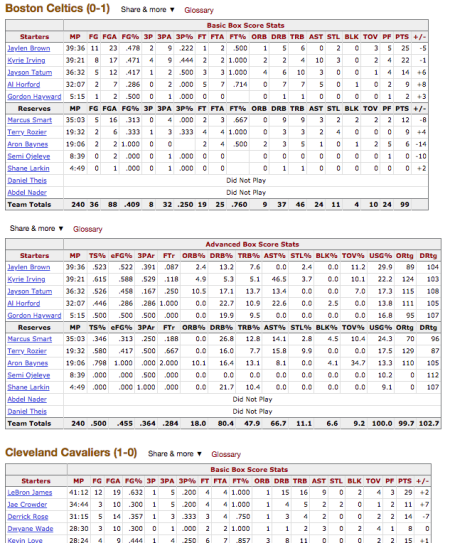 Boston Celtics (0-1) Share & more ▼ Glossary
Basic Box Score Stats
Starters MP FG FGA FG% 3P 3PA 3P% FT FTA FT% ORB DRB TRB AST STL BLK TOV PF PTS +/-
Jaylen Brown 39:36 11 23 .478 2 9 .222 1 2 .500 1 5 6 0 2 0 3 5 25 -5
Kyrie Irving 39:21 8 17 .471 4 9 .444 2 2 1.000 2 2 4 10 3 0 2 4 22 -1
Jayson Tatum 36:32 5 12 .417 1 2 .500 3 3 1.000 4 6 10 3 0 0 1 4 14 +6
Al Horford 32:07 2 7 .286 0 2 .000 5 7 .714 0 7 7 5 0 1 0 2 9 +8
Gordon Hayward 5:15 1 2 .500 0 1 .000 0 0 0 1 1 0 0 0 0 1 2 +3
Reserves MP FG FGA FG% 3P 3PA 3P% FT FTA FT% ORB DRB TRB AST STL BLK TOV PF PTS +/-
Marcus Smart 35:03 5 16 .313 0 4 .000 2 3 .667 0 9 9 3 2 2 2 2 12 -8
Terry Rozier 19:32 2 6 .333 1 3 .333 4 4 1.000 0 3 3 2 4 0 0 0 9 +4
Aron Baynes 19:06 2 2 1.000 0 0 2 4 .500 2 3 5 1 0 1 2 5 6 -14
Semi Ojeleye 8:39 0 2 .000 0 1 .000 0 0 0 0 0 0 0 0 0 1 0 -10
Shane Larkin 4:49 0 1 .000 0 1 .000 0 0 0 1 1 0 0 0 0 0 0 +2
Daniel Theis Did Not Play
Abdel Nader Did Not Play
Team Totals 240 36 88 .409 8 32 .250 19 25 .760 9 37 46 24 11 4 10 24 99
Share & more ▼ Glossary
Advanced Box Score Stats
Starters MP TS% eFG% 3PAr FTr ORB% DRB% TRB% AST% STL% BLK% TOV% USG% ORtg DRtg
Jaylen Brown 39:36 .523 .522 .391 .087 2.4 13.2 7.6 0.0 2.4 0.0 11.2 29.9 89 104
Kyrie Irving 39:21 .615 .588 .529 .118 4.9 5.3 5.1 46.5 3.7 0.0 10.1 22.2 124 103
Jayson Tatum 36:32 .526 .458 .167 .250 10.5 17.1 13.7 13.4 0.0 0.0 7.0 17.3 115 108
Al Horford 32:07 .446 .286 .286 1.000 0.0 22.7 10.9 22.6 0.0 2.5 0.0 13.8 111 105
Gordon Hayward 5:15 .500 .500 .500 .000 0.0 19.9 9.5 0.0 0.0 0.0 0.0 16.8 95 107
Reserves MP TS% eFG% 3PAr FTr ORB% DRB% TRB% AST% STL% BLK% TOV% USG% ORtg DRtg
Marcus Smart 35:03 .346 .313 .250 .188 0.0 26.8 12.8 14.1 2.8 4.5 10.4 24.3 70 96
Terry Rozier 19:32 .580 .417 .500 .667 0.0 16.0 7.7 15.8 9.9 0.0 0.0 17.5 129 87
Aron Baynes 19:06 .798 1.000 .000 2.000 10.1 16.4 13.1 8.1 0.0 4.1 34.7 13.3 110 105
Semi Ojeleye 8:39 .000 .000 .500 .000 0.0 0.0 0.0 0.0 0.0 0.0 0.0 10.2 0 112
Shane Larkin 4:49 .000 .000 1.000 .000 0.0 21.7 10.4 0.0 0.0 0.0 0.0 9.1 0 107
Abdel Nader Did Not Play
Daniel Theis Did Not Play
Team Totals 240 .500 .455 .364 .284 18.0 80.4 47.9 66.7 11.1 6.6 9.2 100.0 99.7 102.7
Cleveland Cavaliers (1-0) Share & more ▼ Glossary
Basic Box Score Stats
Starters MP FG FGA FG% 3P 3PA 3P% FT FTA FT% ORB DRB TRB AST STL BLK TOV PF PTS +/-
LeBron James 41:12 12 19 .632 1 5 .200 4 4 1.000 1 15 16 9 0 2 4 3 29 +2
Jae Crowder 34:44 3 10 .300 1 5 .200 4 4 1.000 1 4 5 2 2 0 1 2 11 +7
Derrick Rose 31:15 5 14 .357 1 3 .333 3 4 .750 1 3 4 2 0 0 2 2 14 -7
Dwyane Wade 28:30 3 10 .300 0 1 .000 2 2 1.000 1 1 2 3 0 2 4 1 8 0
Kevin Love 28:24 4 9 .444 1 4 .250 6 7 .857 3 8 11 0 0 0 2 2 15 +1